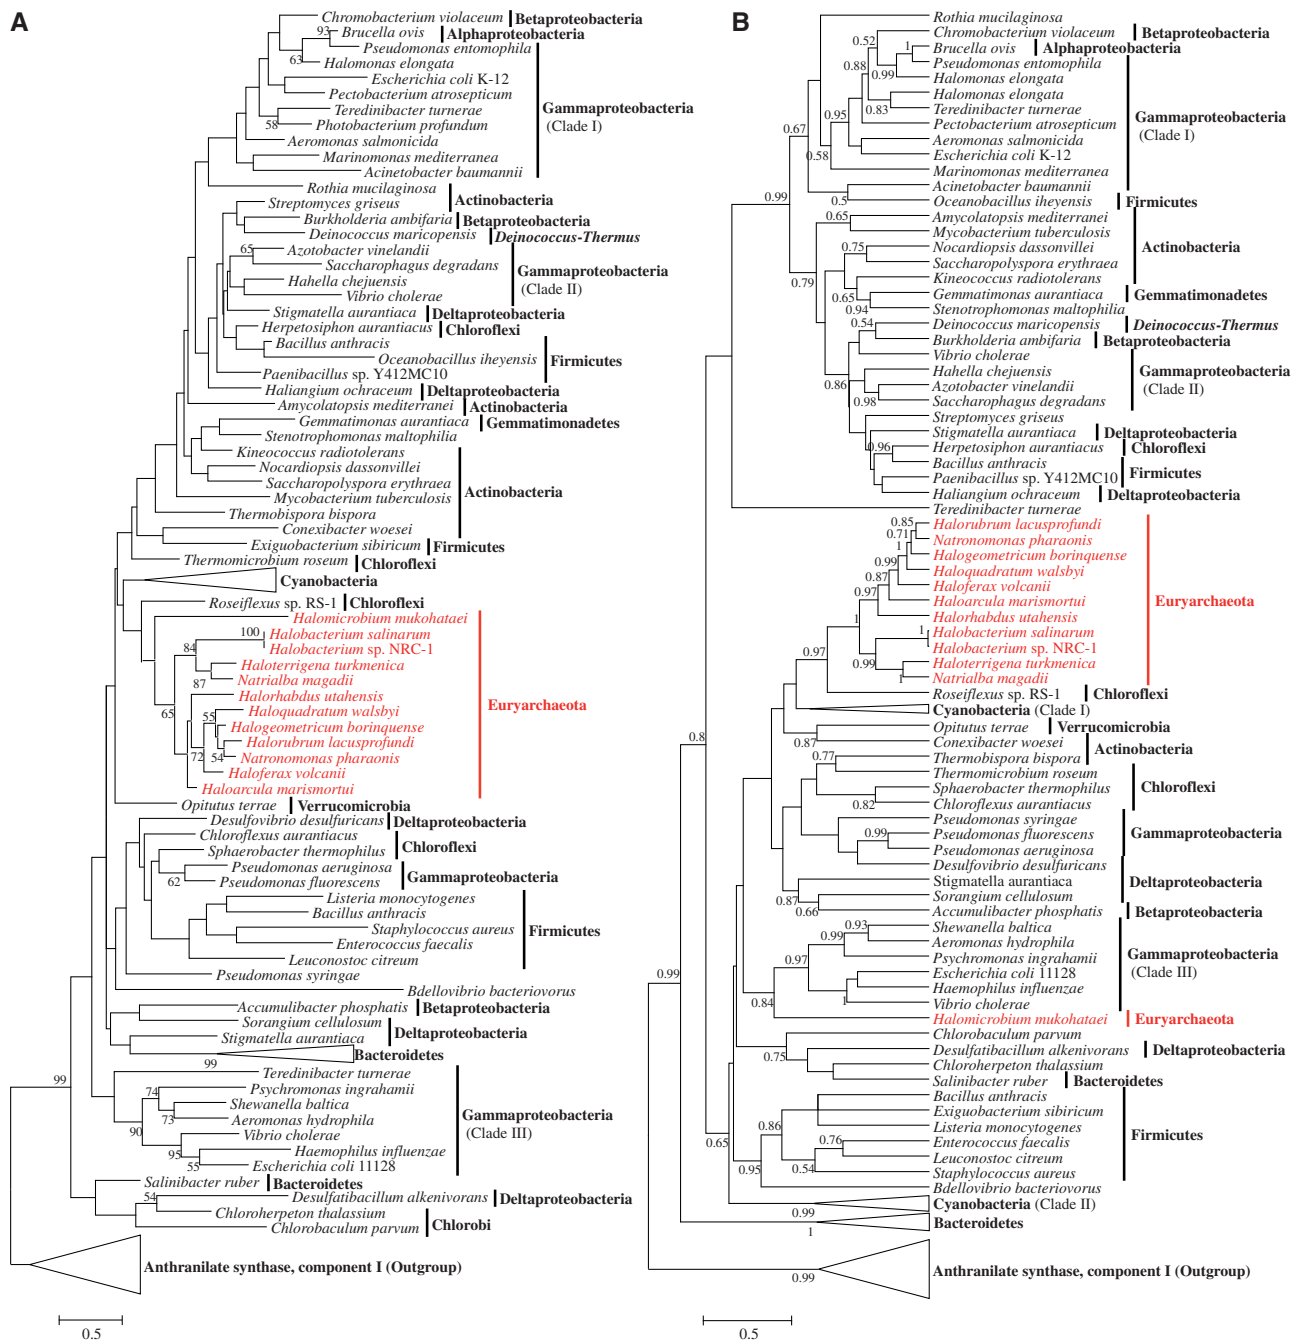 A
Chromobacterium violaceum
Betaproteobacteria
93
Brucella ovis
Alphaproteobacteria
Pseudomonas entomophila
63
Halomonas elongata
Escherichia coli K-12
Pectobacterium atrosepticum
Teredinibacter turnerae
Gammaproteobacteria
58
Photobacterium profundum
(Clade I)
Aeromonas salmonicida
Marinomonas mediterranea
Acinetobacter baumannii
Rothia mucilaginosa
Streptomyces griseus
Actinobacteria
Burkholderia ambifaria
Betaproteobacteria
Deinococcus maricopensis
Deinococcus-Thermus
65
Azotobacter vinelandii
Saccharophagus degradans
Gammaproteobacteria
Hahella chejuensis
(Clade II)
Vibrio cholerae
Stigmatella aurantiaca
Deltaproteobacteria
Herpetosiphon aurantiacus
Chloroflexi
Bacillus anthracis
Oceanobacillus iheyensis
Firmicutes
Paenibacillus sp. Y412MC10
Haliangium ochraceum
Deltaproteobacteria
Amycolatopsis mediterranei
Actinobacteria
Gemmatimonas aurantiaca
Gemmatimonadetes
Stenotrophomonas maltophilia
Kineococcus radiotolerans
Nocardiopsis dassonvillei
Saccharopolyspora erythraea
Actinobacteria
Mycobacterium tuberculosis
Thermobispora bispora
Conexibacter woesei
Exiguobacterium sibiricum
Firmicutes
Thermomicrobium roseum
Chloroflexi
Cyanobacteria
Roseiflexus sp. RS-1
Chloroflexi
Halomicrobium mukohataei
100
Halobacterium salinarum
84
Halobacterium sp. NRC-1
Haloterrigena turkmenica
87
Natrialba magadii
Halorhabdus utahensis
65
55
Haloquadratum walsbyi
Euryarchaeota
Halogeometricum borinquense
Halorubrum lacusprofundi
72
54
Natronomonas pharaonis
Haloferax volcanii
Haloarcula marismortui
Opitutus terrae
Verrucomicrobia
Desulfovibrio desulfuricans
Deltaproteobacteria
Chloroflexus aurantiacus
Chloroflexi
Sphaerobacter thermophilus
Pseudomonas aeruginosa
Gammaproteobacteria
62
Pseudomonas fluorescens
Listeria monocytogenes
Bacillus anthracis
Staphylococcus aureus
Firmicutes
Enterococcus faecalis
Leuconostoc citreum
Pseudomonas syringae
Bdellovibrio bacteriovorus
Accumulibacter phosphatis
Betaproteobacteria
Sorangium cellulosum
Deltaproteobacteria
Stigmatella aurantiaca
Bacteroidetes
99
Teredinibacter turnerae
99
74
Psychromonas ingrahamii
Shewanella baltica
73
Aeromonas hydrophila
Gammaproteobacteria
90
Vibrio cholerae
(Clade III)
95
Haemophilus influenzae
55
Escherichia coli 11128
Salinibacter ruber
Bacteroidetes
54
Desulfatibacillum alkenivorans
Deltaproteobacteria
Chloroherpeton thalassium
Chlorobi
Chlorobaculum parvum
Anthranilate synthase, component I (Outgroup)
0.5
B
Rothia mucilaginosa
Chromobacterium violaceum
Betaproteobacteria
0.52
1
Brucella ovis
Alphaproteobacteria
0.88
Pseudomonas entomophila
0.99
Halomonas elongata
Halomonas elongata
0.83
Teredinibacter turnerae
Gammaproteobacteria
0.95
Pectobacterium atrosepticum
(Clade I)
0.67
Aeromonas salmonicida
0.58
Escherichia coli K-12
Marinomonas mediterranea
Acinetobacter baumannii
0.99
0.5
Oceanobacillus iheyensis
Firmicutes
0.65
Amycolatopsis mediterranei
Mycobacterium tuberculosis
0.75
Nocardiopsis dassonvillei
Actinobacteria
Saccharopolyspora erythraea
0.79
Kineococcus radiotolerans
0.65
Gemmatimonas aurantiaca
Gemmatimonadetes
0.94
Stenotrophomonas maltophilia
0.54
Deinococcus maricopensis
Deinococcus-Thermus
Burkholderia ambifaria
Betaproteobacteria
Vibrio cholerae
Hahella chejuensis
Gammaproteobacteria
0.86
Azotobacter vinelandii
(Clade II)
0.98
Saccharophagus degradans
Streptomyces griseus
Stigmatella aurantiaca
Deltaproteobacteria
0.96
Herpetosiphon aurantiacus
Chloroflexi
Bacillus anthracis
Firmicutes
Paenibacillus sp. Y412MC10
Haliangium ochraceum
Deltaproteobacteria
Teredinibacter turnerae
0.85
Halorubrum lacusprofundi
0.71
Natronomonas pharaonis
1
Halogeometricum borinquense
0.99
Haloquadratum walsbyi
0.87
Haloferax volcanii
0.97
Haloarcula marismortui
Euryarchaeota
1
Halorhabdus utahensis
1
Halobacterium salinarum
Halobacterium sp. NRC-1
0.97
0.99
Haloterrigena turkmenica
1
Natrialba magadii
Roseiflexus sp. RS-1
Chloroflexi
Cyanobacteria (Clade I)
Opitutus terrae
Verrucomicrobia
0.8
0.87
Conexibacter woesei
Actinobacteria
0.77
Thermobispora bispora
Thermomicrobium roseum
Sphaerobacter thermophilus
Chloroflexi
0.82
Chloroflexus aurantiacus
Pseudomonas syringae
0.99
Pseudomonas fluorescens
Gammaproteobacteria
Pseudomonas aeruginosa
Desulfovibrio desulfuricans
Stigmatella aurantiaca
Deltaproteobacteria
0.87
Sorangium cellulosum
0.66
Accumulibacter phosphatis
Betaproteobacteria
0.93
Shewanella baltica
0.99
Aeromonas hydrophila
0.97
Psychromonas ingrahamii
Gammaproteobacteria
Escherichia coli 11128
(Clade III)
0.99
Haemophilus influenzae
0.84
1
Vibrio cholerae
Halomicrobium mukohataei
Euryarchaeota
Chlorobaculum parvum
0.75
Desulfatibacillum alkenivorans
Deltaproteobacteria
Chloroherpeton thalassium
Salinibacter ruber
Bacteroidetes
Bacillus anthracis
Exiguobacterium sibiricum
0.86
Listeria monocytogenes
Firmicutes
0.65
0.76
Enterococcus faecalis
Leuconostoc citreum
0.95
0.54
Staphylococcus aureus
Bdellovibrio bacteriovorus
Cyanobacteria (Clade II)
0.99
Bacteroidetes
1
Anthranilate synthase, component I (Outgroup)
0.99
0.5